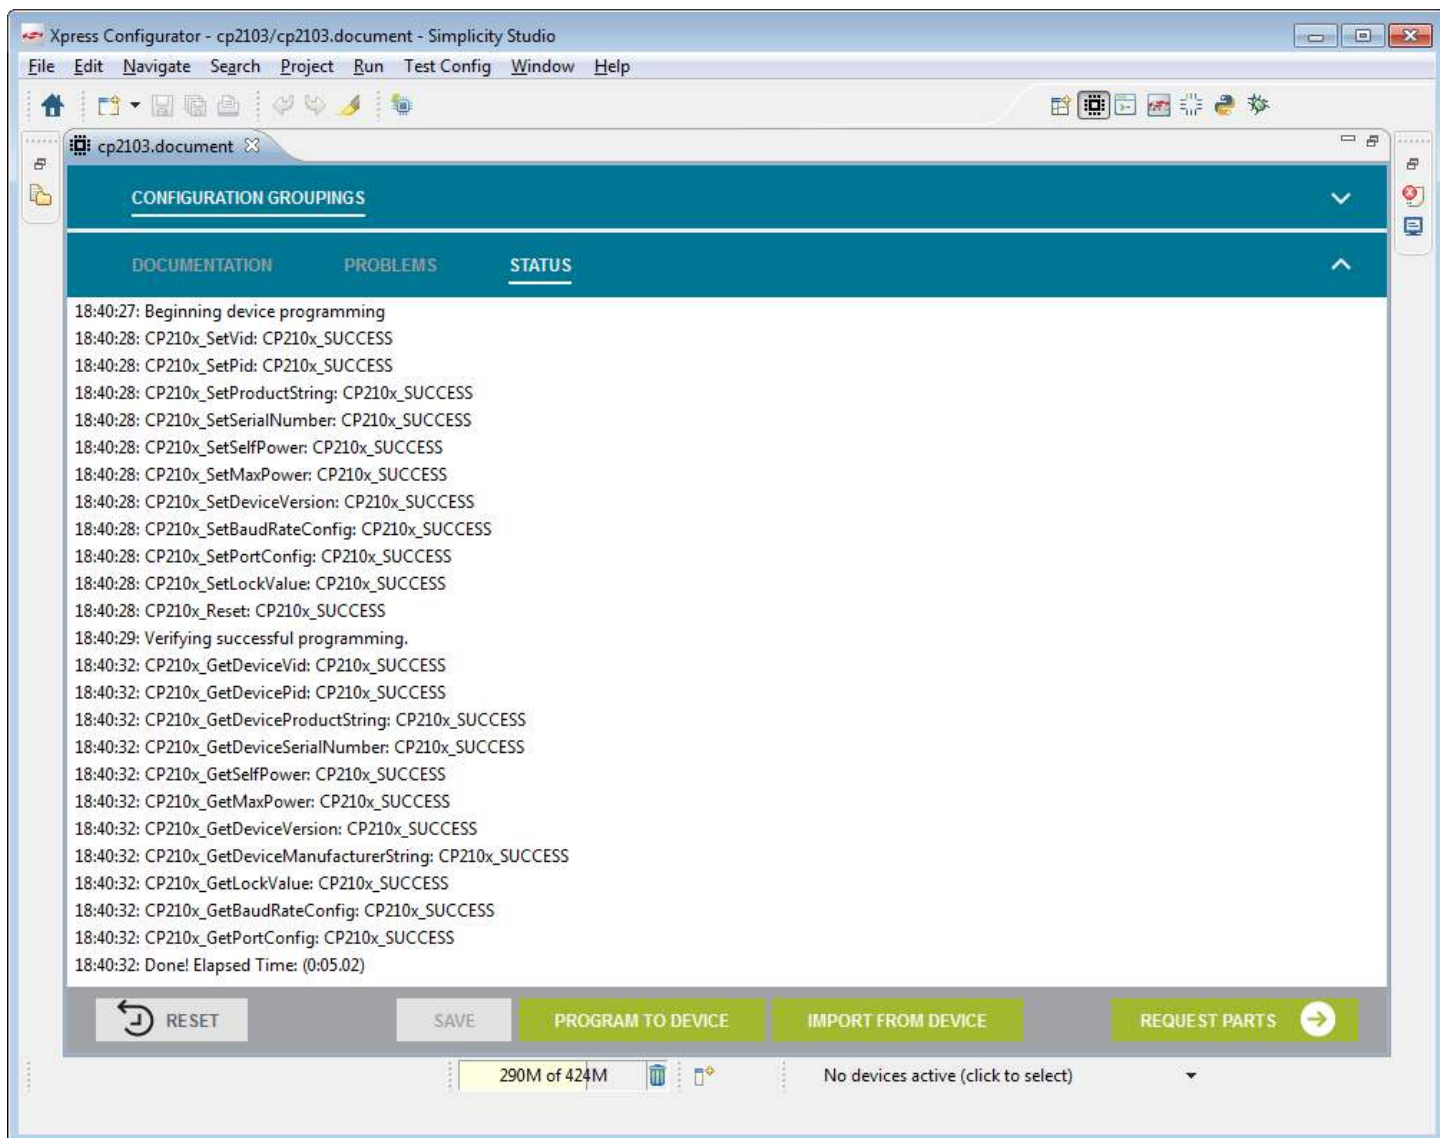 Xpress Configurator - cp2103/cp2103.document - Simplicity Studio
File Edit Navigate Search Project Run Test Config Window Help
cp2103.document
CONFIGURATION GROUPINGS
DOCUMENTATION PROBLEMS STATUS
18:40:27: Beginning device programming
18:40:28: CP210x_SetVid: CP210x_SUCCESS
18:40:28: CP210x_SetPid: CP210x_SUCCESS
18:40:28: CP210x_SetProductString: CP210x_SUCCESS
18:40:28: CP210x_SetSerialNumber: CP210x_SUCCESS
18:40:28: CP210x_SetSelfPower: CP210x_SUCCESS
18:40:28: CP210x_SetMaxPower: CP210x_SUCCESS
18:40:28: CP210x_SetDeviceVersion: CP210x_SUCCESS
18:40:28: CP210x_SetBaudRateConfig: CP210x_SUCCESS
18:40:28: CP210x_SetPortConfig: CP210x_SUCCESS
18:40:28: CP210x_SetLockValue: CP210x_SUCCESS
18:40:28: CP210x_Reset: CP210x_SUCCESS
18:40:29: Verifying successful programming.
18:40:32: CP210x_GetDeviceVid: CP210x_SUCCESS
18:40:32: CP210x_GetDevicePid: CP210x_SUCCESS
18:40:32: CP210x_GetDeviceProductString: CP210x_SUCCESS
18:40:32: CP210x_GetDeviceSerialNumber: CP210x_SUCCESS
18:40:32: CP210x_GetSelfPower: CP210x_SUCCESS
18:40:32: CP210x_GetMaxPower: CP210x_SUCCESS
18:40:32: CP210x_GetDeviceVersion: CP210x_SUCCESS
18:40:32: CP210x_GetDeviceManufacturerString: CP210x_SUCCESS
18:40:32: CP210x_GetLockValue: CP210x_SUCCESS
18:40:32: CP210x_GetBaudRateConfig: CP210x_SUCCESS
18:40:32: CP210x_GetPortConfig: CP210x_SUCCESS
18:40:32: Done! Elapsed Time: (0:05.02)
RESET SAVE PROGRAM TO DEVICE IMPORT FROM DEVICE REQUEST PARTS
290M of 424M No devices active (click to select)